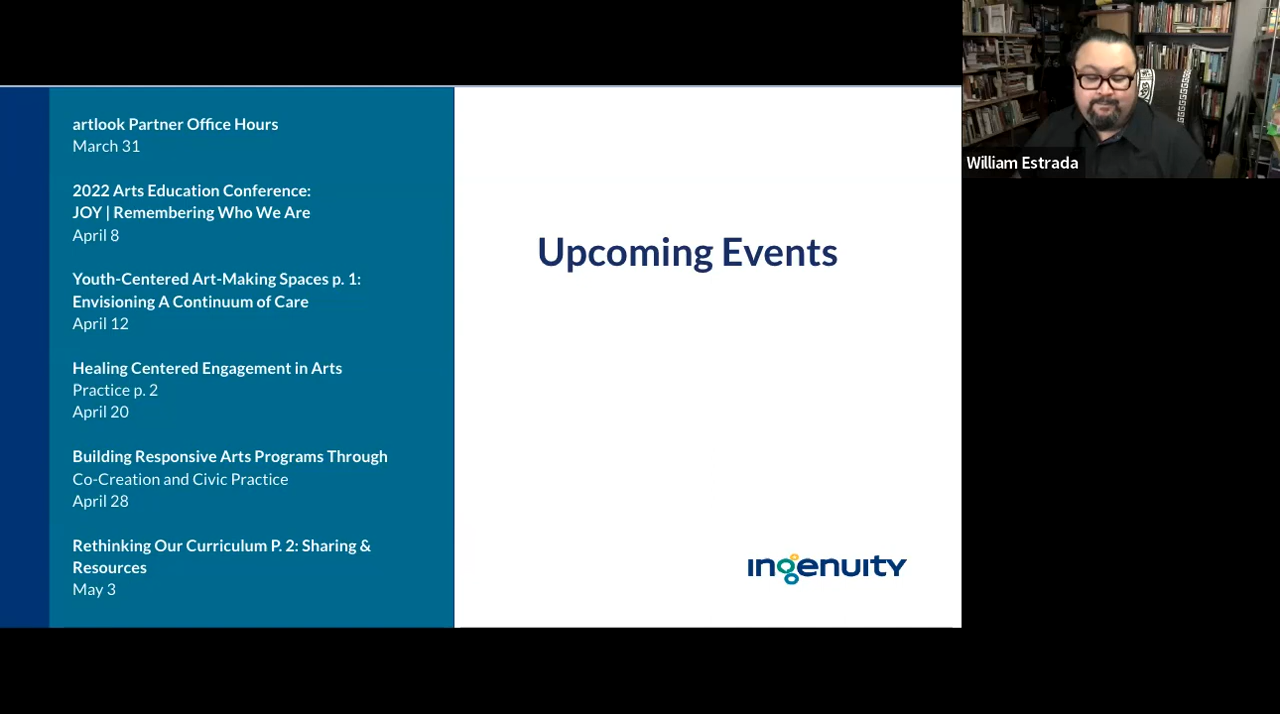 artlook Partner Office Hours
March 31
2022 Arts Education Conference:
JOY | Remembering Who We Are
April 8
Youth-Centered Art-Making Spaces p. 1:
Envisioning A Continuum of Care
April 12
Healing Centered Engagement in Arts
Practice p. 2
April 20
Building Responsive Arts Programs Through
Co-Creation and Civic Practice
April 28
Rethinking Our Curriculum P. 2: Sharing &
Resources
May 3
Upcoming Events
ingenuity
William Estrada